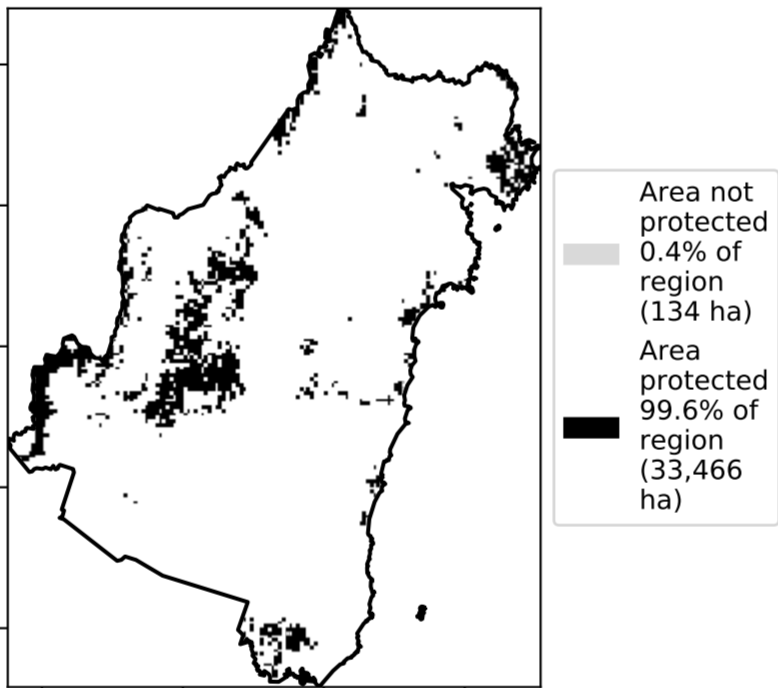 Area not
protected
0.4% of
region
(134 ha)
Area
protected
99.6% of
region
(33,466
ha)